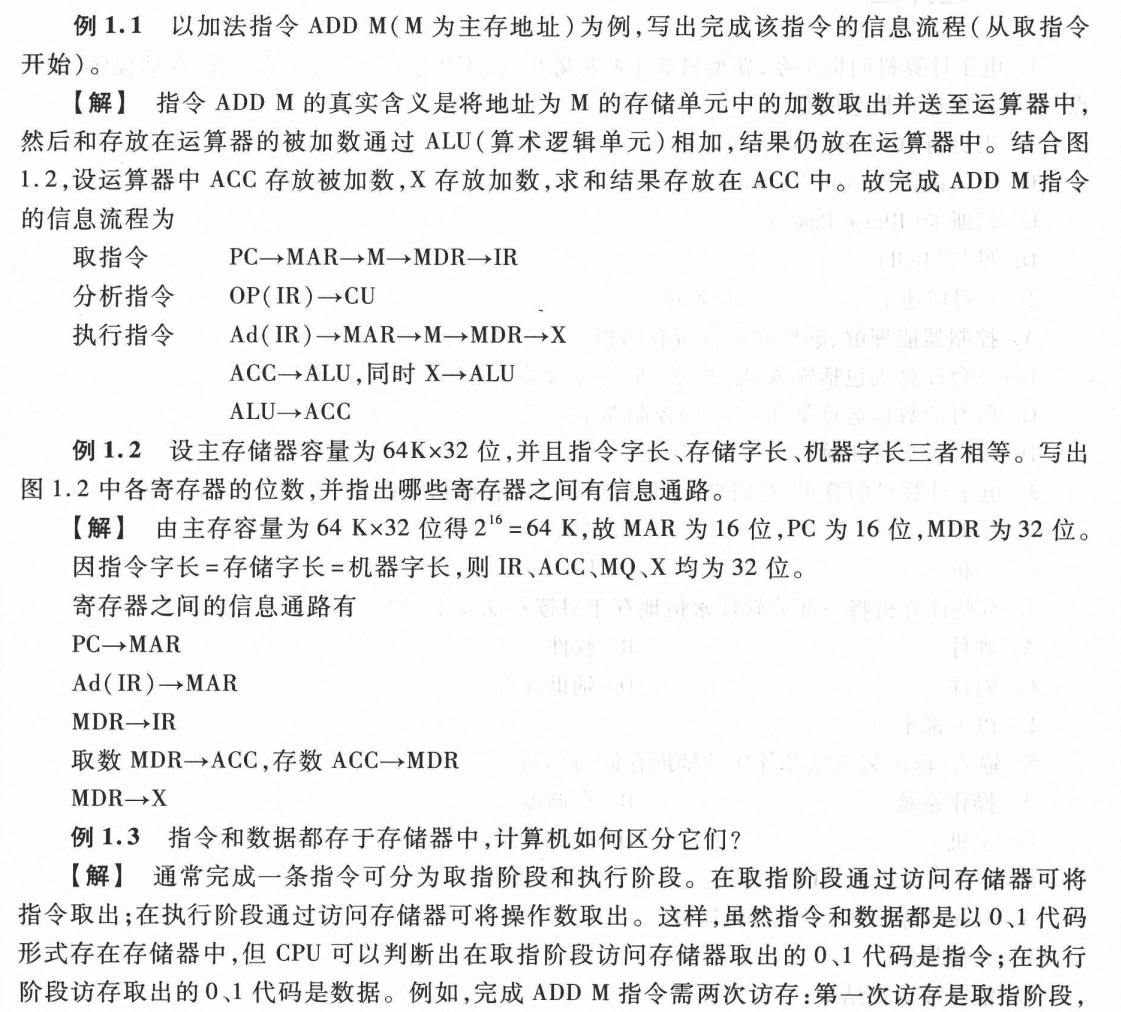 例 1.1 以加法指令 ADD M(M 为主存地址)为例,写出完成该指令的信息流程(从取指令
开始)。
【解】 指令 ADD M 的真实含义是将地址为 M 的存储单元中的加数取出并送至运算器中,
然后和存放在运算器的被加数通过 ALU(算术逻辑单元)相加,结果仍放在运算器中。结合图
1.2,设运算器中 ACC 存放被加数,X 存放加数,求和结果存放在 ACC 中。故完成 ADD M 指令
的信息流程为
取指令 PC→MAR→M→MDR→IR
分析指令 OP(IR)→CU
执行指令 Ad(IR)→MAR→M→MDR→X
ACC→ALU,同时 X→ALU
ALU→ACC
例 1.2 设主存储器容量为 64K×32 位,并且指令字长、存储字长、机器字长三者相等。写出
图 1.2 中各寄存器的位数,并指出哪些寄存器之间有信息通路。
【解】 由主存容量为 64 K×32 位得 2¹⁶=64 K,故 MAR 为 16 位,PC 为 16 位,MDR 为 32 位。
因指令字长=存储字长=机器字长,则 IR、ACC、MQ、X 均为 32 位。
寄存器之间的信息通路有
PC→MAR
Ad(IR)→MAR
MDR→IR
取数 MDR→ACC,存数 ACC→MDR
MDR→X
例 1.3 指令和数据都存于存储器中,计算机如何区分它们?
【解】 通常完成一条指令可分为取指阶段和执行阶段。在取指阶段通过访问存储器可将
指令取出;在执行阶段通过访问存储器可将操作数取出。这样,虽然指令和数据都是以 0、1 代码
形式存在存储器中,但 CPU 可以判断出在取指阶段访问存储器取出的 0、1 代码是指令;在执行
阶段访存取出的 0、1 代码是数据。例如,完成 ADD M 指令需两次访存:第一次访存是取指阶段,